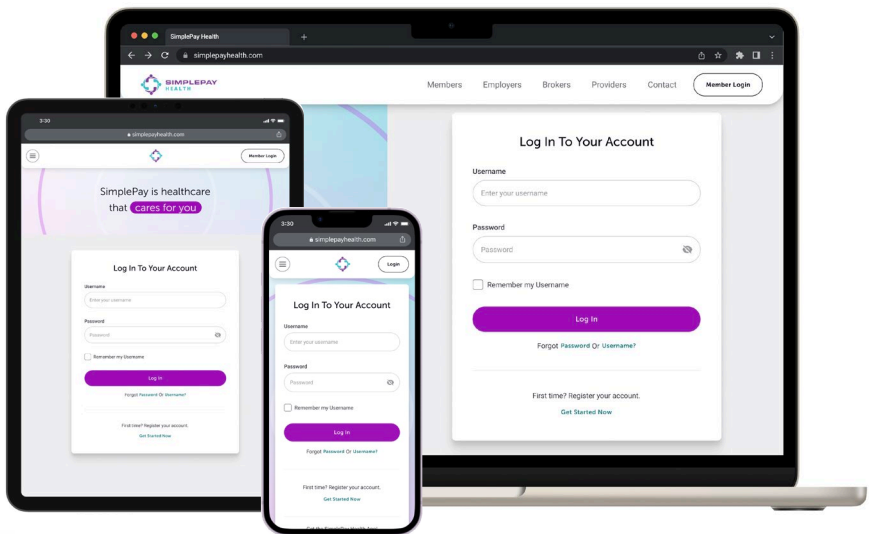 SimplePay Health
simplepayhealth.com
SIMPLEPAY
HEALTH
Members Employers Brokers Providers Contact Member Login
Log In To Your Account
Username
Enter your username
Password
Password
Remember my Username
Log In
Forgot Password Or Username?
First time? Register your account.
Get Started Now
3:30
simplepayhealth.com
Member Login
SimplePay is healthcare
that cares for you
Log In To Your Account
Username
Enter your username
Password
Password
Remember my Username
Log In
Forgot Password Or Username?
First time? Register your account.
Get Started Now
3:30
simplepayhealth.com
Login
Log In To Your Account
Username
Enter your username
Password
Password
Remember my Username
Log In
Forgot Password Or Username?
First time? Register your account.
Get Started Now
Get the SimplePay Health App!